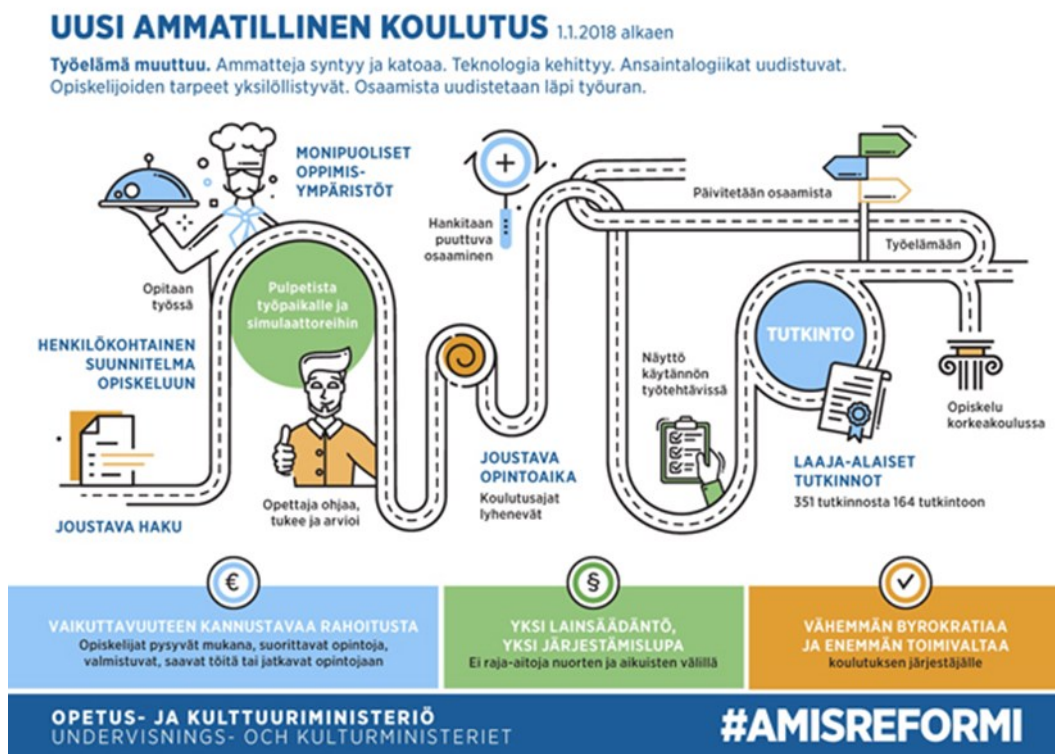 UUSI AMMATILLINEN KOULUTUS 1.1.2018 alkaen
Työelämä muuttuu. Ammatteja syntyy ja katoaa. Teknologia kehittyy. Ansaintalogiikat uudistuvat.
Opiskelijoiden tarpeet yksilöllistyvät. Osaamista uudistetaan läpi työuran.
MONIPUOLISET
OPPIMIS-
YMPÄRISTÖT
Hankitaan
puuttuva
osaaminen
Päivitetään osaamista
Työelämään
Opitaan
työssä
Pulpetista
työpaikalle ja
simulaattoreihin
HENKILÖKOHTAINEN
SUUNNITELMA
OPISKELUUN
TUTKINTO
Näyttö
käytännön
työtehtävissä
Opiskelu
korkeakoulussa
JOUSTAVA HAKU
Opettaja ohjaa,
tukee ja arvioi
JOUSTAVA
OPINTOAIKA
Koulutusajat
lyhenevät
LAAJA-ALAISET
TUTKINNOT
351 tutkinnosta 164 tutkintoon
€
VAIKUTTAVUUTEEN KANNUSTAVAA RAHOITUSTA
Opiskelijat pysyvät mukana, suorittavat opintoja,
valmistuvat, saavat töitä tai jatkavat opintojaan
§
YKSI LAINSÄÄDÄNTÖ,
YKSI JÄRJESTÄMISLUPA
Ei raja-aitoja nuorten ja aikuisten välillä
VÄHEMMÄN BYROKRATIAA
JA ENEMMÄN TOIMIVALTAA
koulutuksen järjestäjälle
OPETUS- JA KULTTUURIMINISTERIÖ
UNDERVISNINGS- OCH KULTURMINISTERIET
#AMISREFORMI